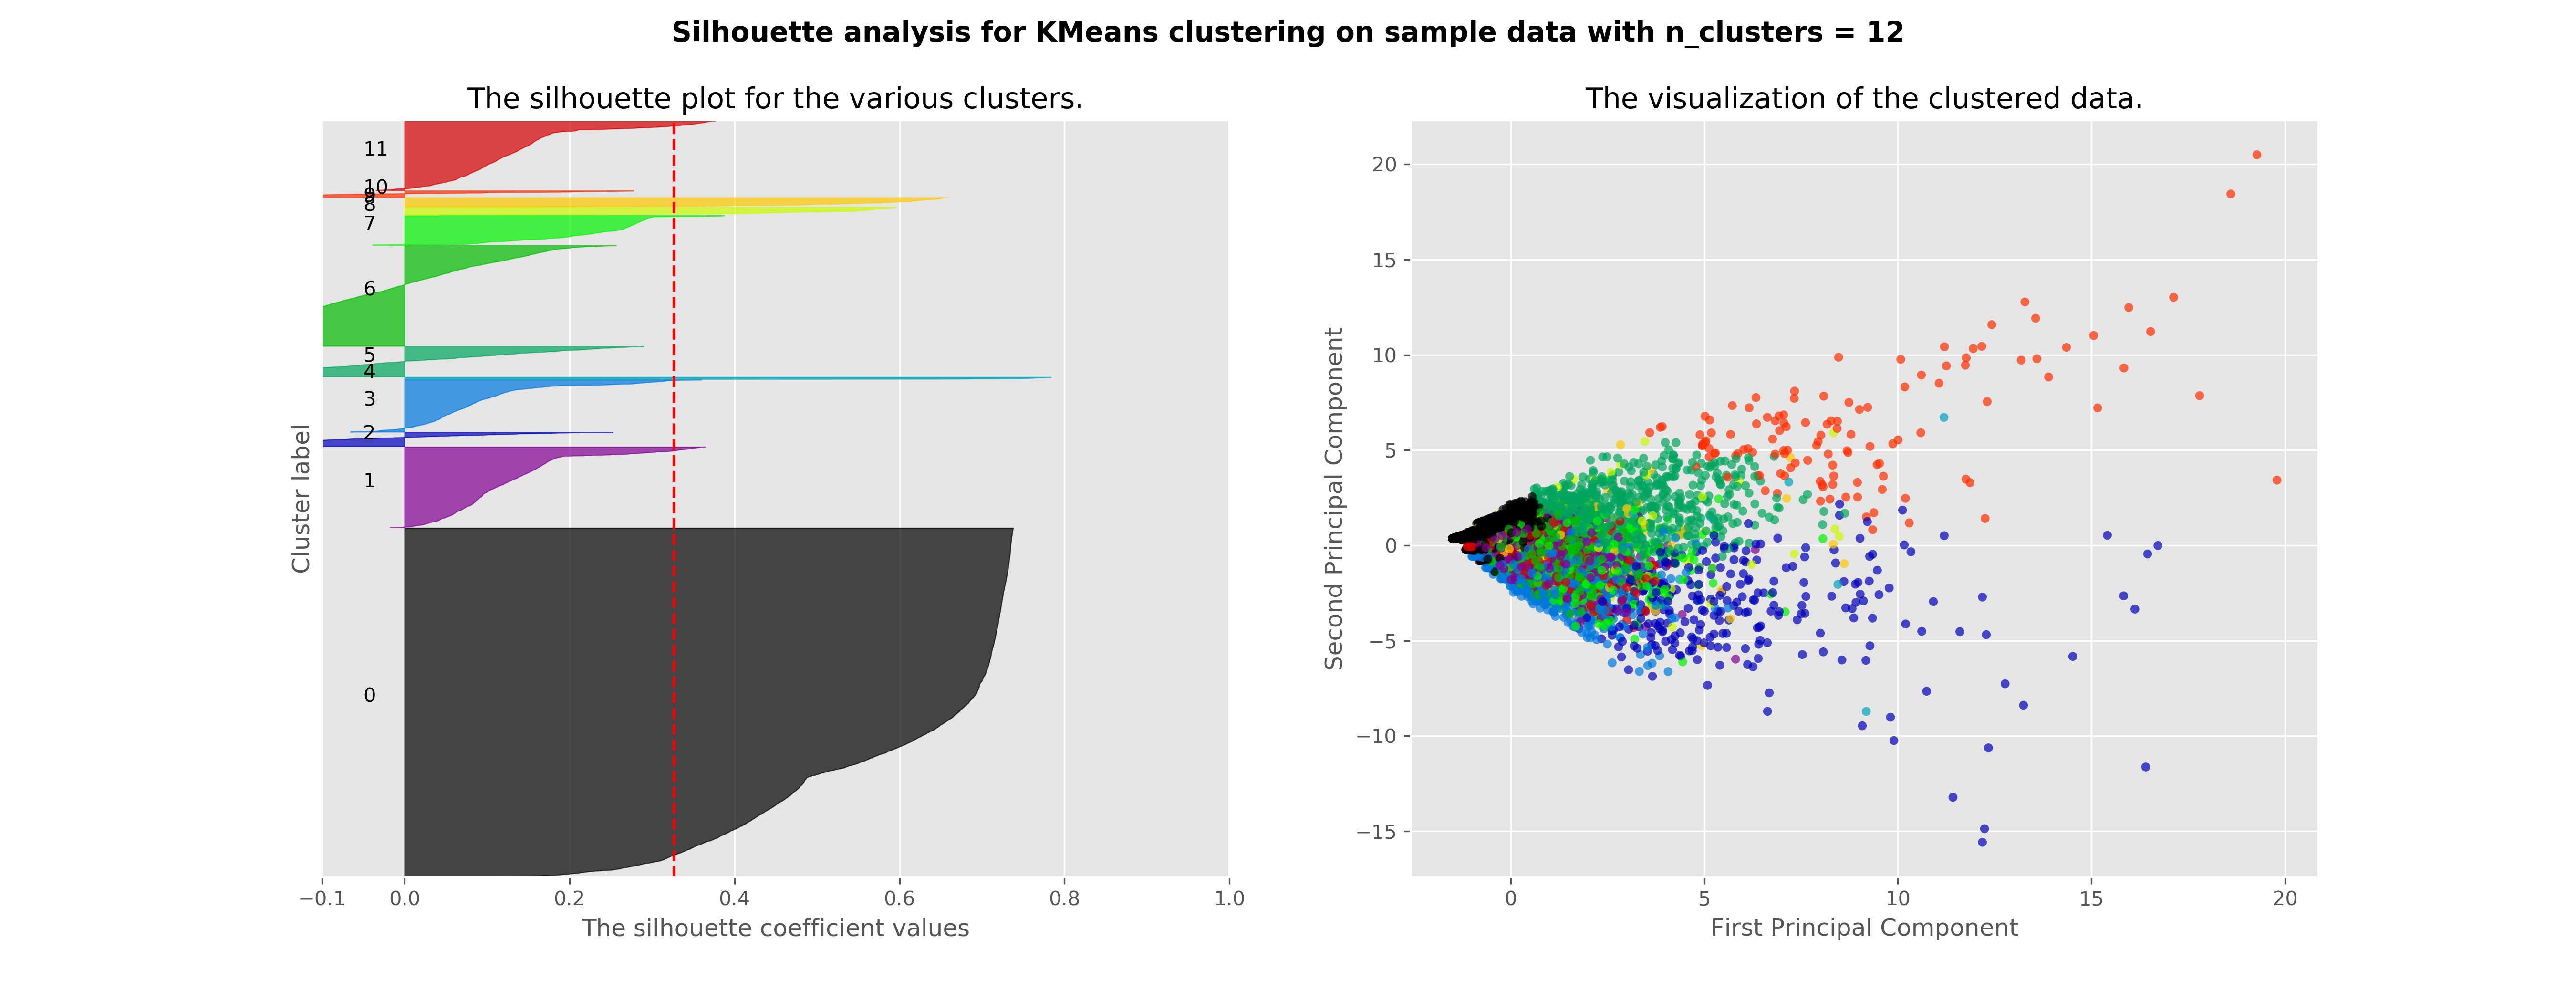 Silhouette analysis for KMeans clustering on sample data with n_clusters = 12
The silhouette plot for the various clusters.
11
10
9
8
7
6
5
4
3
2
1
0
Cluster label
−0.1 0.0 0.2 0.4 0.6 0.8 1.0
The silhouette coefficient values
The visualization of the clustered data.
20
15
10
5
0
−5
−10
−15
Second Principal Component
0 5 10 15 20
First Principal Component